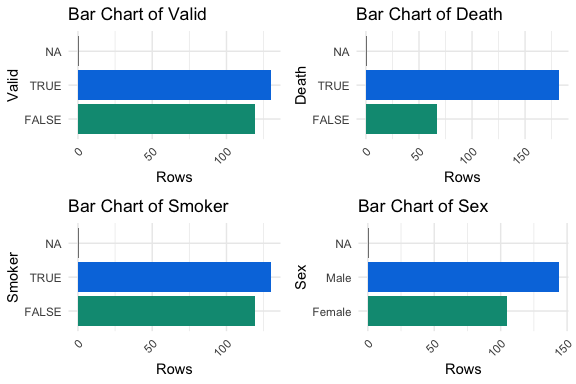 Bar Chart of Valid
Valid
NA
TRUE
FALSE
0
50
100
Rows
Bar Chart of Death
Death
NA
TRUE
FALSE
0
50
100
150
Rows
Bar Chart of Smoker
Smoker
NA
TRUE
FALSE
0
50
100
Rows
Bar Chart of Sex
Sex
NA
Male
Female
0
50
100
150
Rows